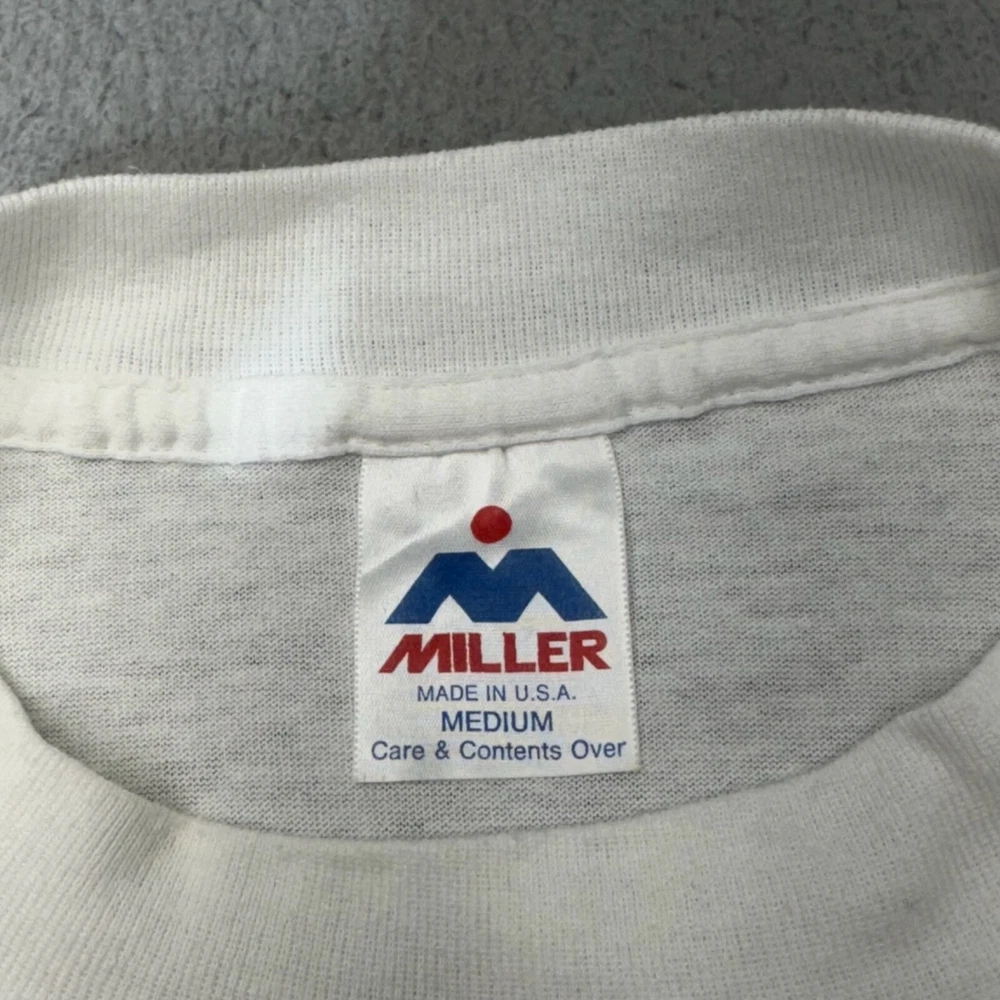 MILLER
MADE IN U.S.A.
MEDIUM
Care & Contents Over